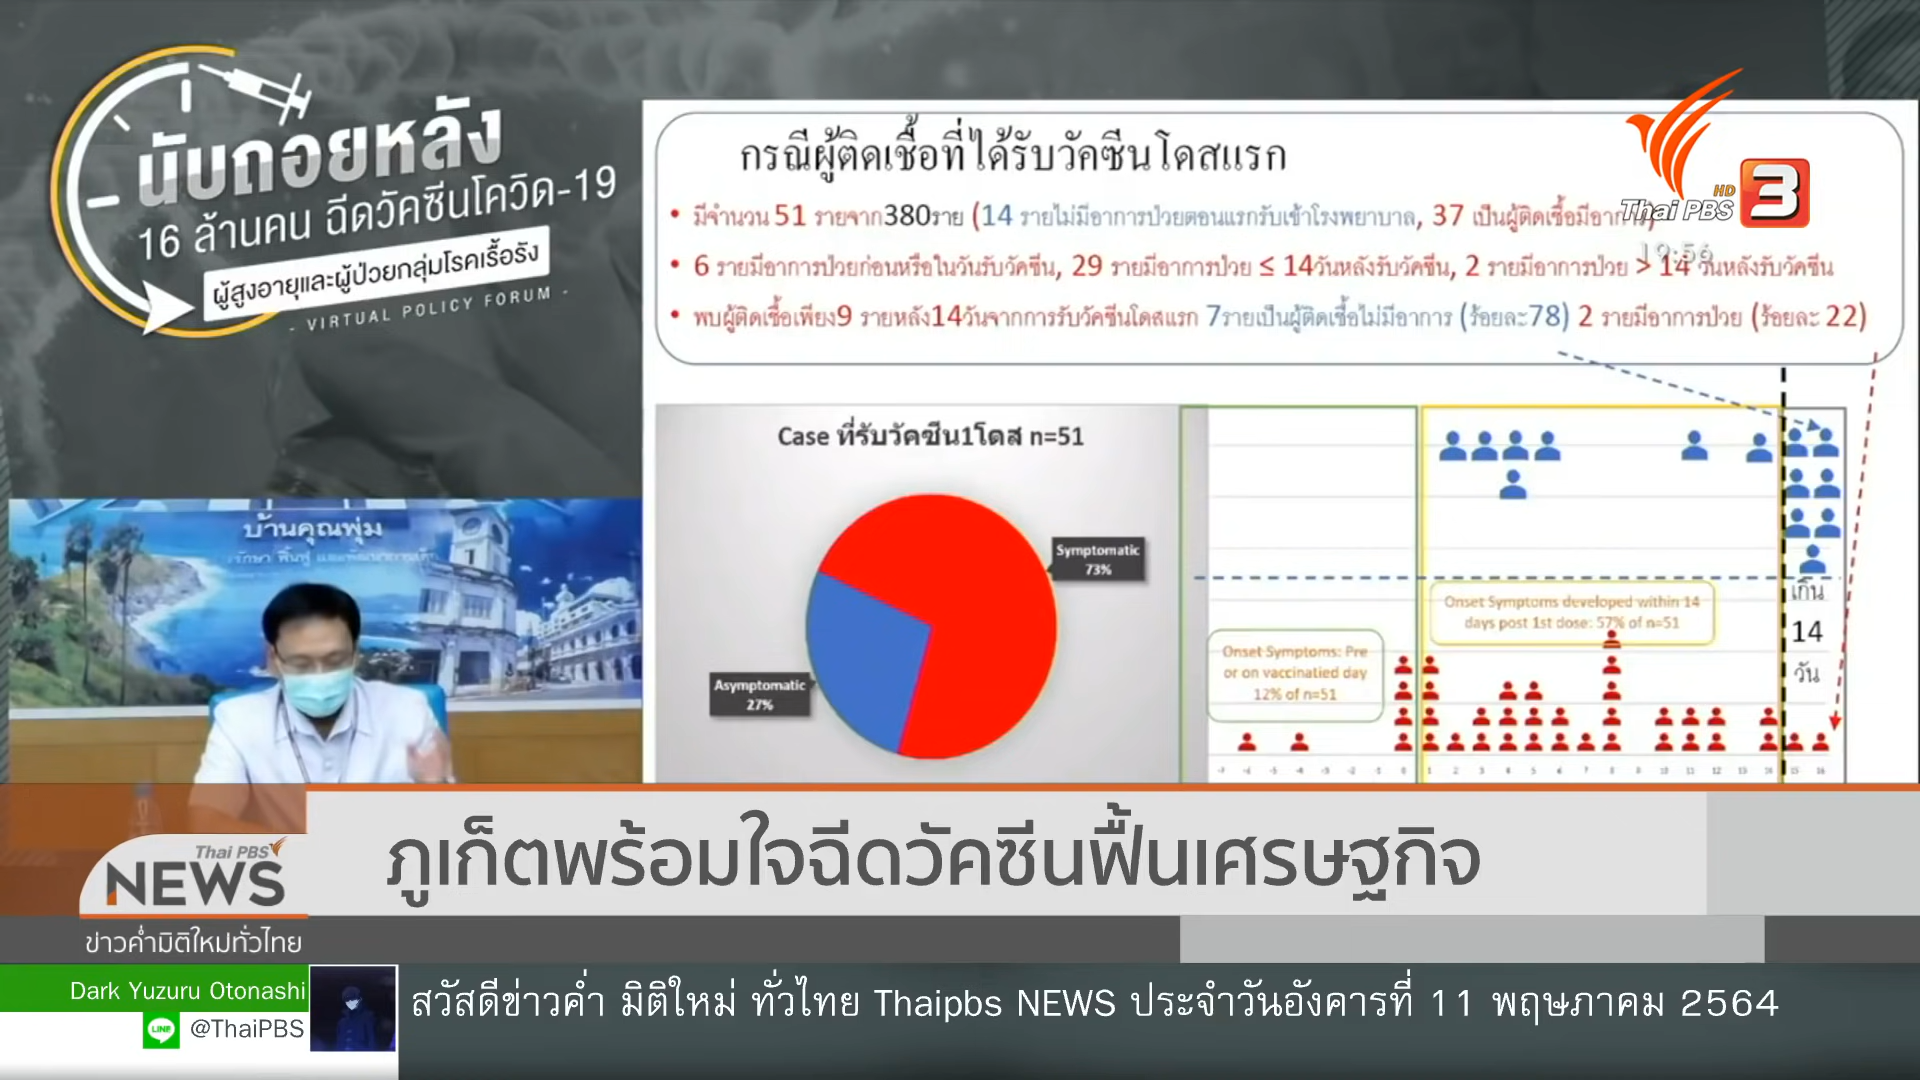 นับถอยหลัง
16 ล้านคน ฉีดวัคซีนโควิด-19
ผู้สูงอายุและผู้ป่วยกลุ่มโรคเรื้อรัง
- VIRTUAL POLICY FORUM -
กรณีผู้ติดเชื้อที่ได้รับวัคซีนโดสแรก
• มีจำนวน 51 รายจาก380ราย (14 รายไม่มีอาการป่วยตอนแรกรับเข้าโรงพยาบาล, 37 เป็นผู้ติดเชื้อมีอาการ)
• 6 รายมีอาการป่วยก่อนหรือในวันรับวัคซีน, 29 รายมีอาการป่วย ≤ 14วันหลังรับวัคซีน, 2 รายมีอาการป่วย > 14 วันหลังรับวัคซีน
• พบผู้ติดเชื้อเพียง9 รายหลัง14วันจากการรับวัคซีนโดสแรก 7รายเป็นผู้ติดเชื้อไม่มีอาการ (ร้อยละ78) 2 รายมีอาการป่วย (ร้อยละ 22)
HD
Thai PBS 3
19:56
Case ที่รับวัคซีน1โดส n=51
Symptomatic
73%
Asymptomatic
27%
Onset Symptoms: Pre
or on vaccinatied day
12% of n=51
Onset Symptoms developed within 14
days post 1st dose: 57% of n=51
เกิน
14
วัน
บ้านคุณพุ่ม
Thai PBS
NEWS
ข่าวค่ำมิติใหม่ทั่วไทย
ภูเก็ตพร้อมใจฉีดวัคซีนฟื้นเศรษฐกิจ
Dark Yuzuru Otonashi
LINE @ThaiPBS
สวัสดีข่าวค่ำ มิติใหม่ ทั่วไทย Thaipbs NEWS ประจำวันอังคารที่ 11 พฤษภาคม 2564